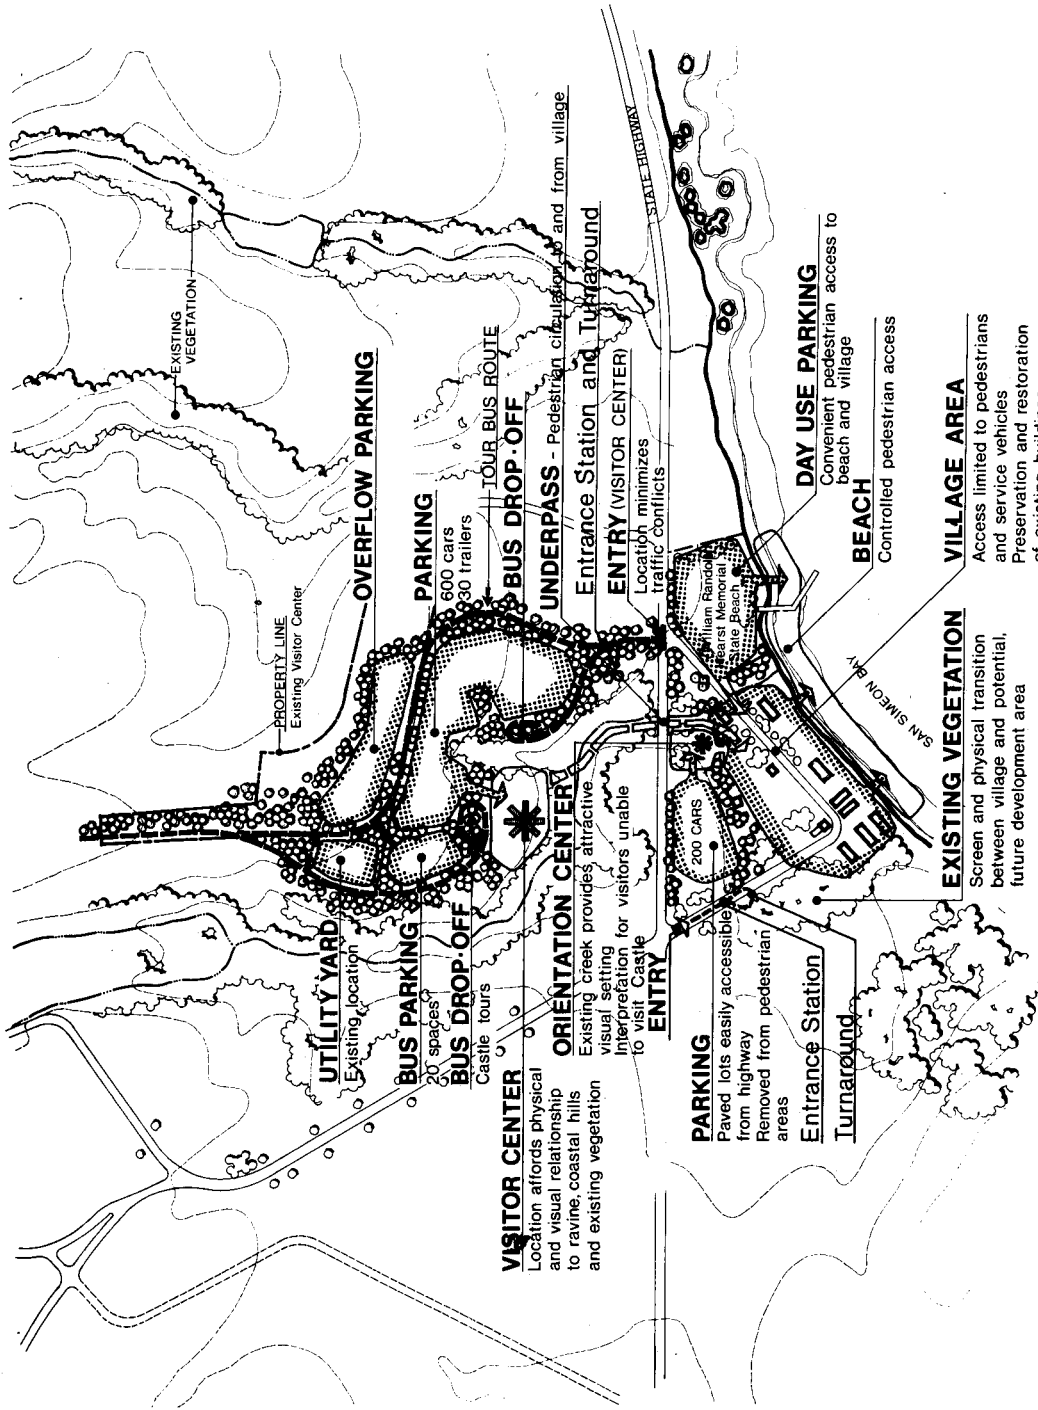 EXISTING
VEGETATION
STATE HIGHWAY
PROPERTY LINE
Existing Visitor Center
OVERFLOW PARKING
PARKING
600 cars
30 trailers
TOUR BUS ROUTE
BUS DROP-OFF
UNDERPASS - Pedestrian circulation to and from village
Entrance Station and Turnaround
ENTRY (VISITOR CENTER)
Location minimizes
traffic conflicts
William Randolph
Hearst Memorial
State Beach
DAY USE PARKING
Convenient pedestrian access to
beach and village
BEACH
Controlled pedestrian access
VILLAGE AREA
Access limited to pedestrians
and service vehicles
Preservation and restoration
of existing buildings
SAN SIMEON BAY
EXISTING VEGETATION
Screen and physical transition
between village and potential,
future development area
UTILITY YARD
Existing location
BUS PARKING
20 spaces
BUS DROP-OFF
Castle tours
VISITOR CENTER
Location affords physical
and visual relationship
to ravine, coastal hills
and existing vegetation
ORIENTATION CENTER
Existing creek provides attractive
visual setting
Interpretation for visitors unable
to visit Castle
ENTRY
200 CARS
PARKING
Paved lots easily accessible
from highway
Removed from pedestrian
areas
Entrance Station
Turnaround